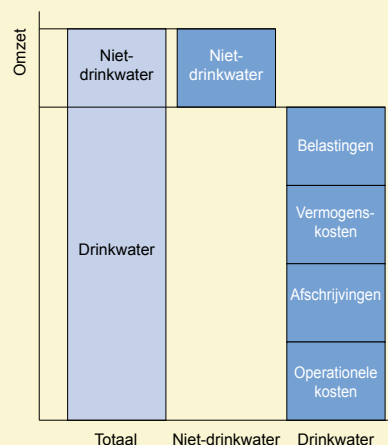 Omzet
Niet-
drinkwater
Niet-
drinkwater
Belastingen
Vermogens-
kosten
Drinkwater
Afschrijvingen
Operationele
kosten
Totaal
Niet-drinkwater
Drinkwater